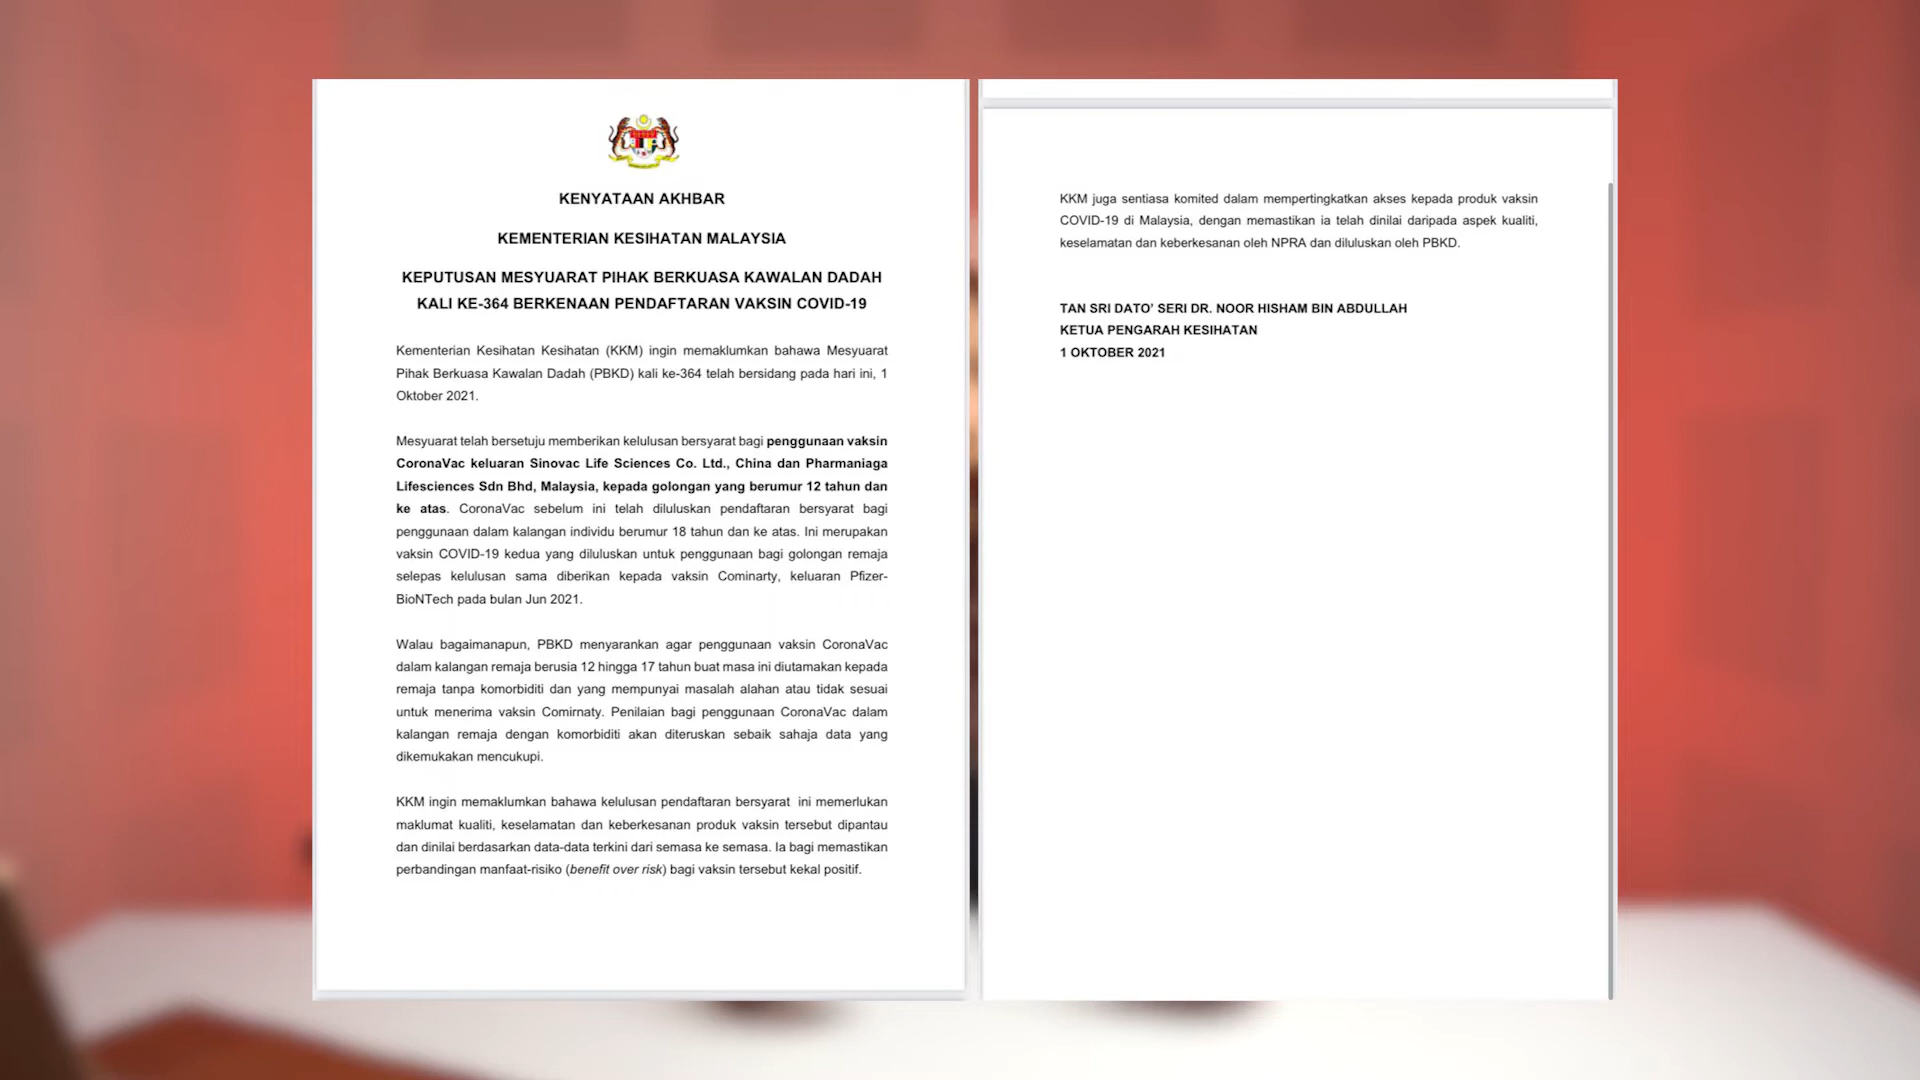 KENYATAAN AKHBAR
KEMENTERIAN KESIHATAN MALAYSIA
KEPUTUSAN MESYUARAT PIHAK BERKUASA KAWALAN DADAH
KALI KE-364 BERKENAAN PENDAFTARAN VAKSIN COVID-19
Kementerian Kesihatan Kesihatan (KKM) ingin memaklumkan bahawa Mesyuarat
Pihak Berkuasa Kawalan Dadah (PBKD) kali ke-364 telah bersidang pada hari ini, 1
Oktober 2021.
Mesyuarat telah bersetuju memberikan kelulusan bersyarat bagi penggunaan vaksin
CoronaVac keluaran Sinovac Life Sciences Co. Ltd., China dan Pharmaniaga
Lifesciences Sdn Bhd, Malaysia, kepada golongan yang berumur 12 tahun dan
ke atas. CoronaVac sebelum ini telah diluluskan pendaftaran bersyarat bagi
penggunaan dalam kalangan individu berumur 18 tahun dan ke atas. Ini merupakan
vaksin COVID-19 kedua yang diluluskan untuk penggunaan bagi golongan remaja
selepas kelulusan sama diberikan kepada vaksin Cominarty, keluaran Pfizer-
BioNTech pada bulan Jun 2021.
Walau bagaimanapun, PBKD menyarankan agar penggunaan vaksin CoronaVac
dalam kalangan remaja berusia 12 hingga 17 tahun buat masa ini diutamakan kepada
remaja tanpa komorbiditi dan yang mempunyai masalah alahan atau tidak sesuai
untuk menerima vaksin Comirnaty. Penilaian bagi penggunaan CoronaVac dalam
kalangan remaja dengan komorbiditi akan diteruskan sebaik sahaja data yang
dikemukakan mencukupi.
KKM ingin memaklumkan bahawa kelulusan pendaftaran bersyarat ini memerlukan
maklumat kualiti, keselamatan dan keberkesanan produk vaksin tersebut dipantau
dan dinilai berdasarkan data-data terkini dari semasa ke semasa. Ia bagi memastikan
perbandingan manfaat-risiko (benefit over risk) bagi vaksin tersebut kekal positif.
KKM juga sentiasa komited dalam mempertingkatkan akses kepada produk vaksin
COVID-19 di Malaysia, dengan memastikan ia telah dinilai daripada aspek kualiti,
keselamatan dan keberkesanan oleh NPRA dan diluluskan oleh PBKD.
TAN SRI DATO' SERI DR. NOOR HISHAM BIN ABDULLAH
KETUA PENGARAH KESIHATAN
1 OKTOBER 2021